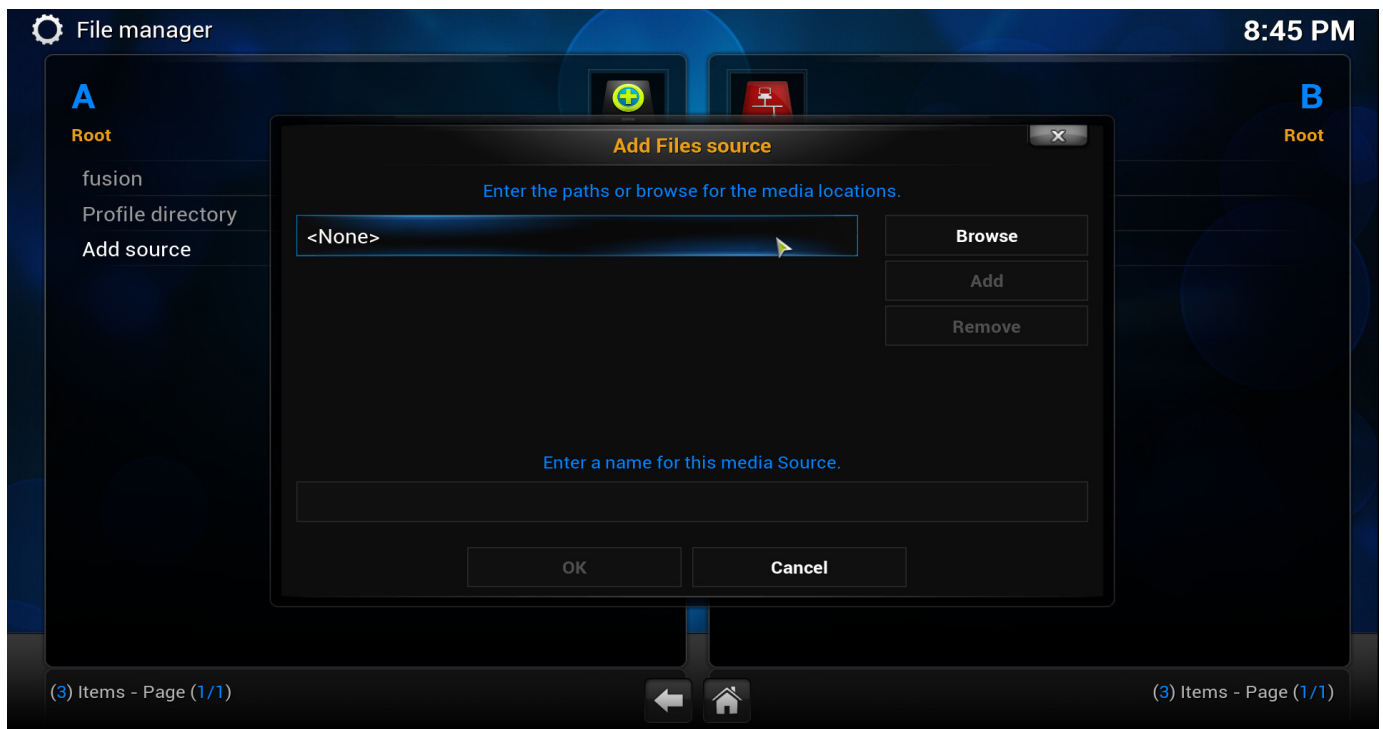 File manager
8:45 PM
A
B
Root
Root
Add Files source
x
Enter the paths or browse for the media locations.
fusion
Profile directory
Add source
<None>
Browse
Add
Remove
Enter a name for this media Source.
OK
Cancel
(3) Items - Page (1/1)
(3) Items - Page (1/1)